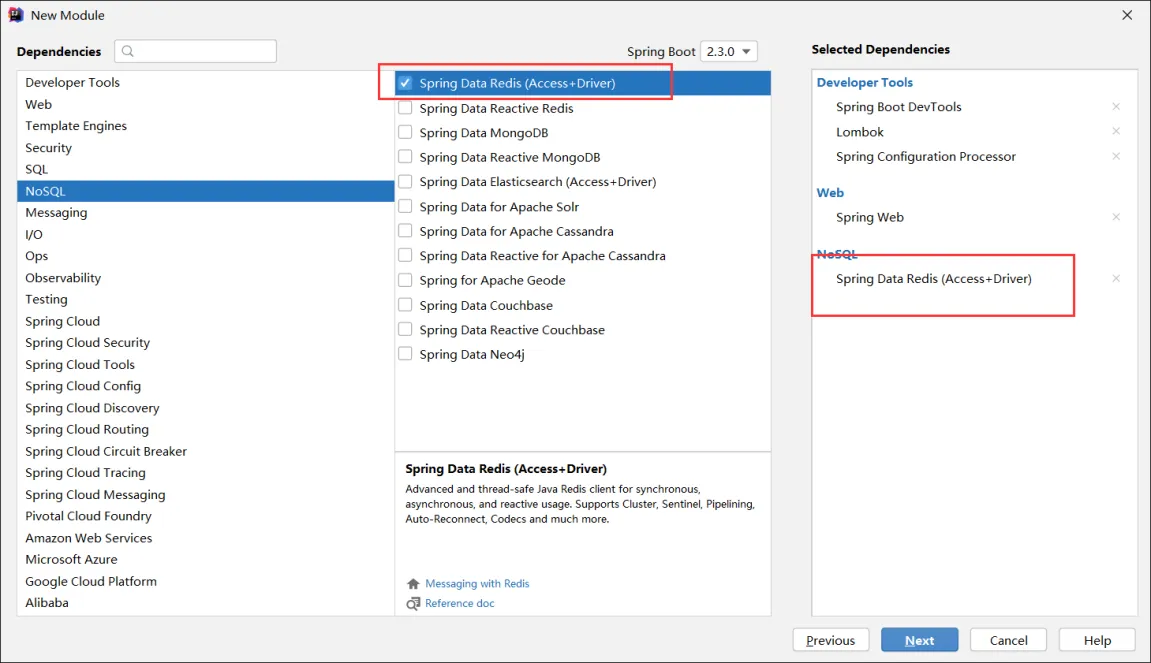 New Module
Dependencies
Spring Boot 2.3.0
Developer Tools
Web
Template Engines
Security
SQL
NoSQL
Messaging
I/O
Ops
Observability
Testing
Spring Cloud
Spring Cloud Security
Spring Cloud Tools
Spring Cloud Config
Spring Cloud Discovery
Spring Cloud Routing
Spring Cloud Circuit Breaker
Spring Cloud Tracing
Spring Cloud Messaging
Pivotal Cloud Foundry
Amazon Web Services
Microsoft Azure
Google Cloud Platform
Alibaba
Spring Data Redis (Access+Driver)
Spring Data Reactive Redis
Spring Data MongoDB
Spring Data Reactive MongoDB
Spring Data Elasticsearch (Access+Driver)
Spring Data for Apache Solr
Spring Data for Apache Cassandra
Spring Data Reactive for Apache Cassandra
Spring for Apache Geode
Spring Data Couchbase
Spring Data Reactive Couchbase
Spring Data Neo4j
Spring Data Redis (Access+Driver)
Advanced and thread-safe Java Redis client for synchronous,
asynchronous, and reactive usage. Supports Cluster, Sentinel, Pipelining,
Auto-Reconnect, Codecs and much more.
Messaging with Redis
Reference doc
Selected Dependencies
Developer Tools
Spring Boot DevTools
Lombok
Spring Configuration Processor
Web
Spring Web
NoSQL
Spring Data Redis (Access+Driver)
Previous
Next
Cancel
Help